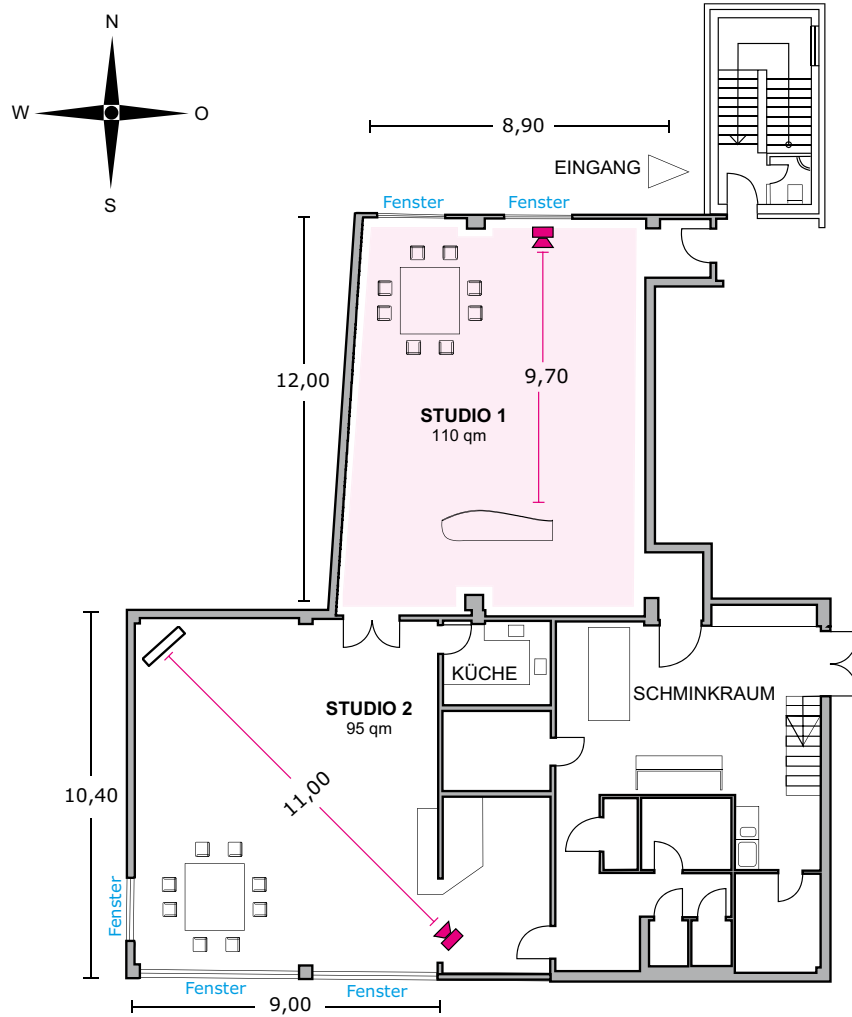 N
W
O
S
8,90
EINGANG
Fenster
Fenster
12,00
9,70
STUDIO 1
110 qm
KÜCHE
SCHMINKRAUM
STUDIO 2
95 qm
10,40
11,00
Fenster
Fenster
Fenster
9,00